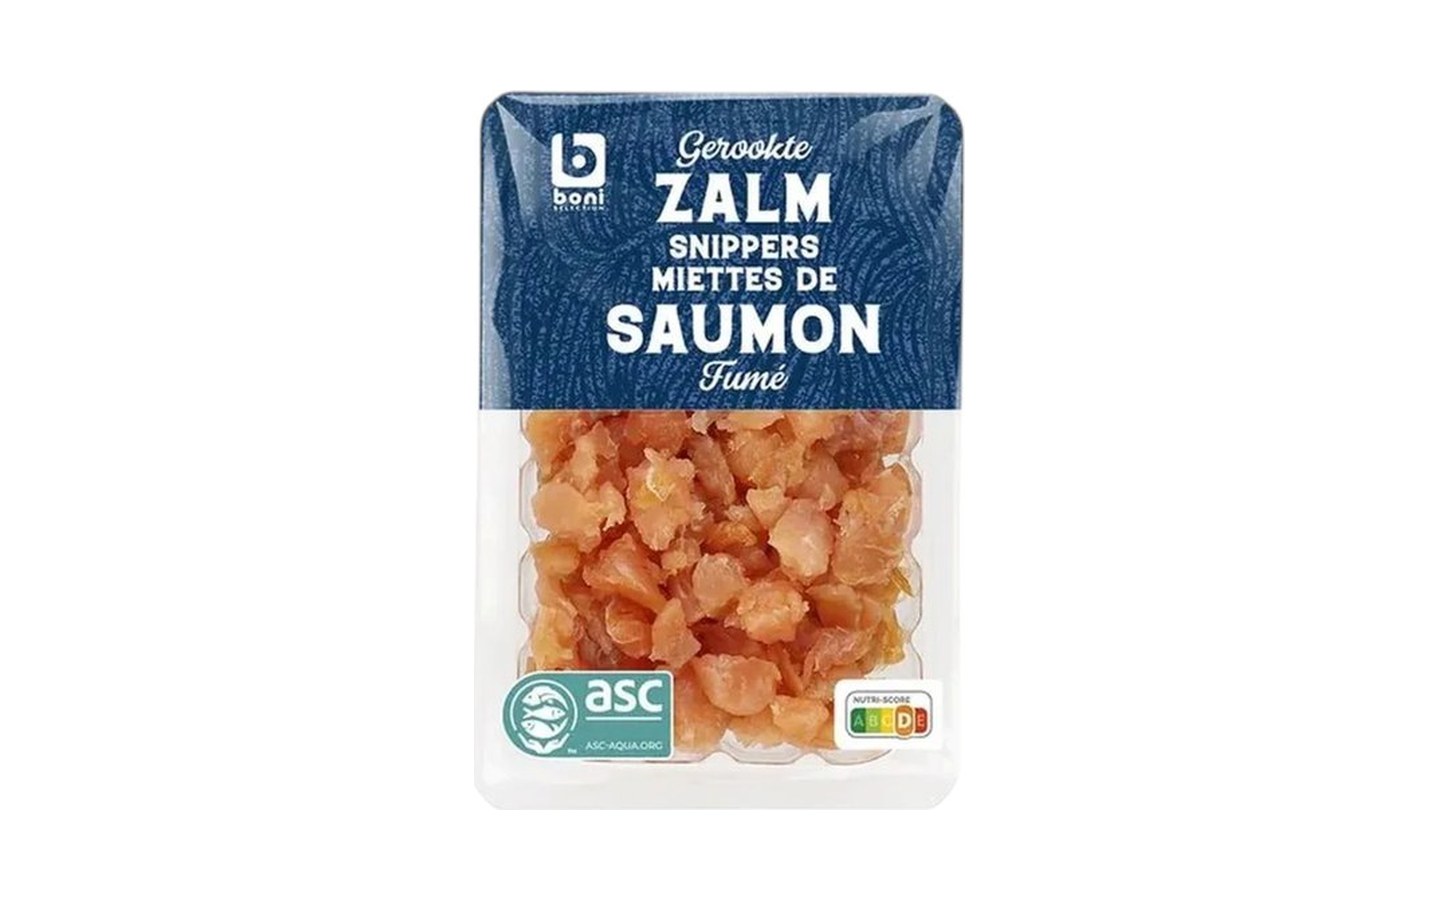 boni
SELECTION
Gerookte
ZALM
SNIPPERS
MIETTES DE
SAUMON
Fumé
asc
ASC-AQUA.ORG
NUTRI-SCORE
A B C D E